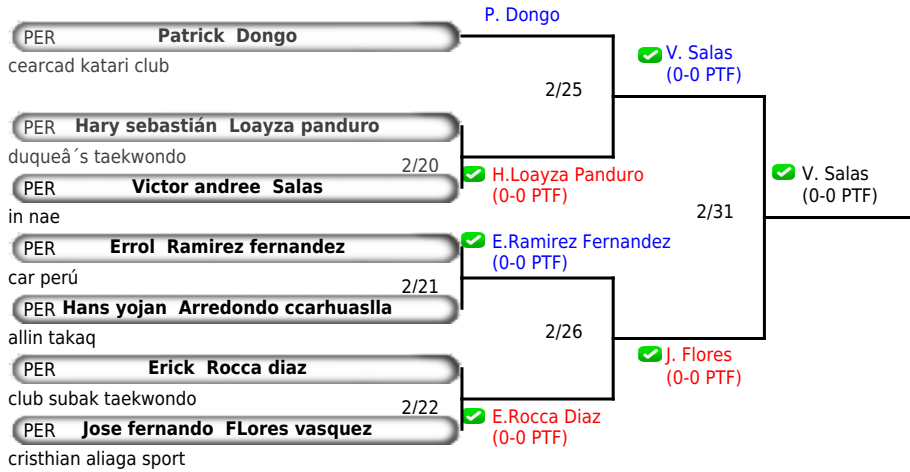 P. Dongo
PER Patrick Dongo
cearcad katari club
V. Salas
(0-0 PTF)
2/25
PER Hary sebastián Loayza panduro
duqueâ´s taekwondo
2/20
H.Loayza Panduro
(0-0 PTF)
V. Salas
(0-0 PTF)
PER Victor andree Salas
in nae
2/31
PER Errol Ramirez fernandez
E.Ramirez Fernandez
(0-0 PTF)
car perú
2/21
PER Hans yojan Arredondo ccarhuaslla
allin takaq
2/26
J. Flores
(0-0 PTF)
PER Erick Rocca diaz
club subak taekwondo
2/22
E.Rocca Diaz
(0-0 PTF)
PER Jose fernando FLores vasquez
cristhian aliaga sport